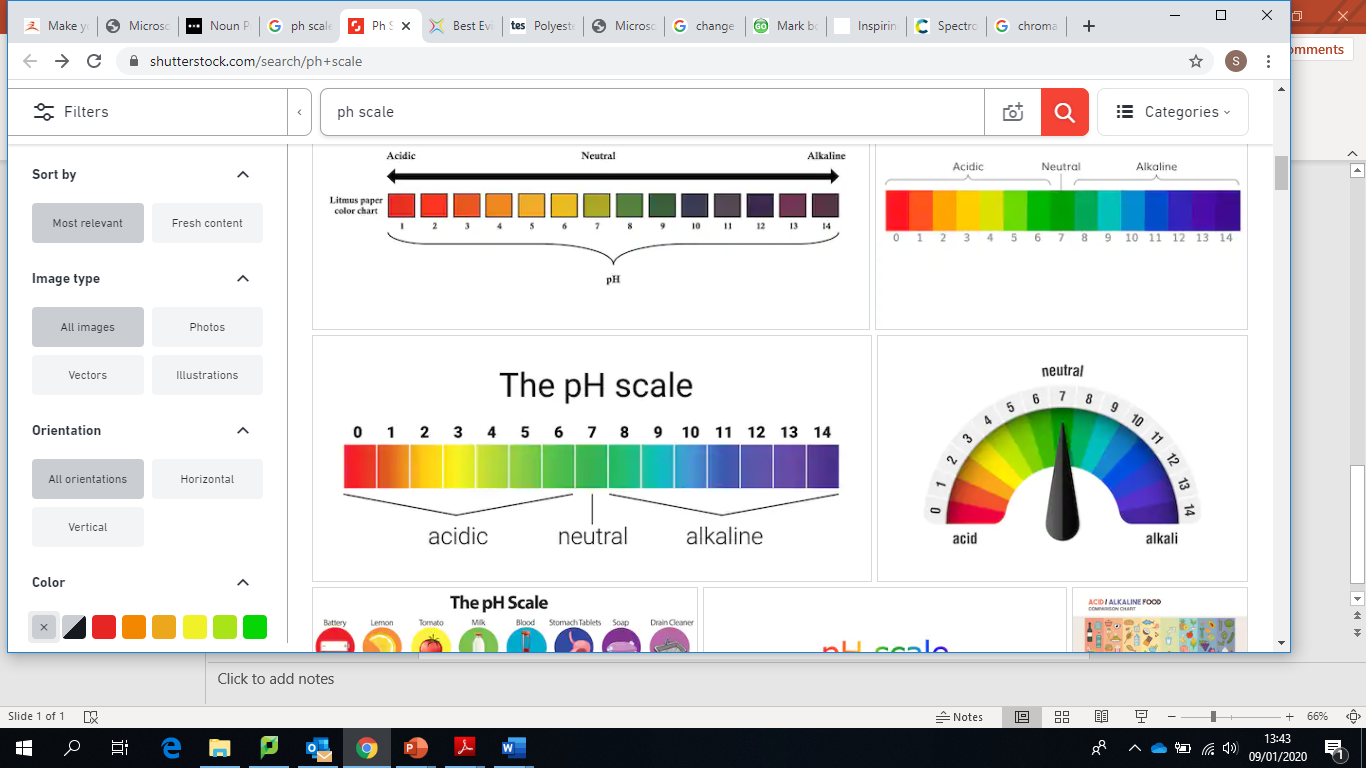 Make y
Microsc
Noun P
ph scale
Ph S
Best Evi
tes Polyeste
Microsc
change
GO Mark bo
Inspirin
Spectro
chroma
omments
shutterstock.com/search/ph+scale
S
Filters
ph scale
Categories
Sort by
Most relevant Fresh content
Image type
All images Photos
Vectors Illustrations
Orientation
All orientations Horizontal
Vertical
Color
Acidic Neutral Alkaline
Litmus paper
color chart
1 2 3 4 5 6 7 8 9 10 11 12 13 14
pH
Acidic Neutral Alkaline
0 1 2 3 4 5 6 7 8 9 10 11 12 13 14
The pH scale
0 1 2 3 4 5 6 7 8 9 10 11 12 13 14
acidic neutral alkaline
neutral
0 1 2 3 4 5 6 7 8 9 10 11 12 13 14
acid alkali
The pH Scale
Battery Lemon Tomato Milk Blood Stomach Tablets Soap Drain Cleaner
pH scale
ACID / ALKALINE FOOD
COMPARISON CHART
Click to add notes
Slide 1 of 1
Notes
66%
13:43
09/01/2020
1